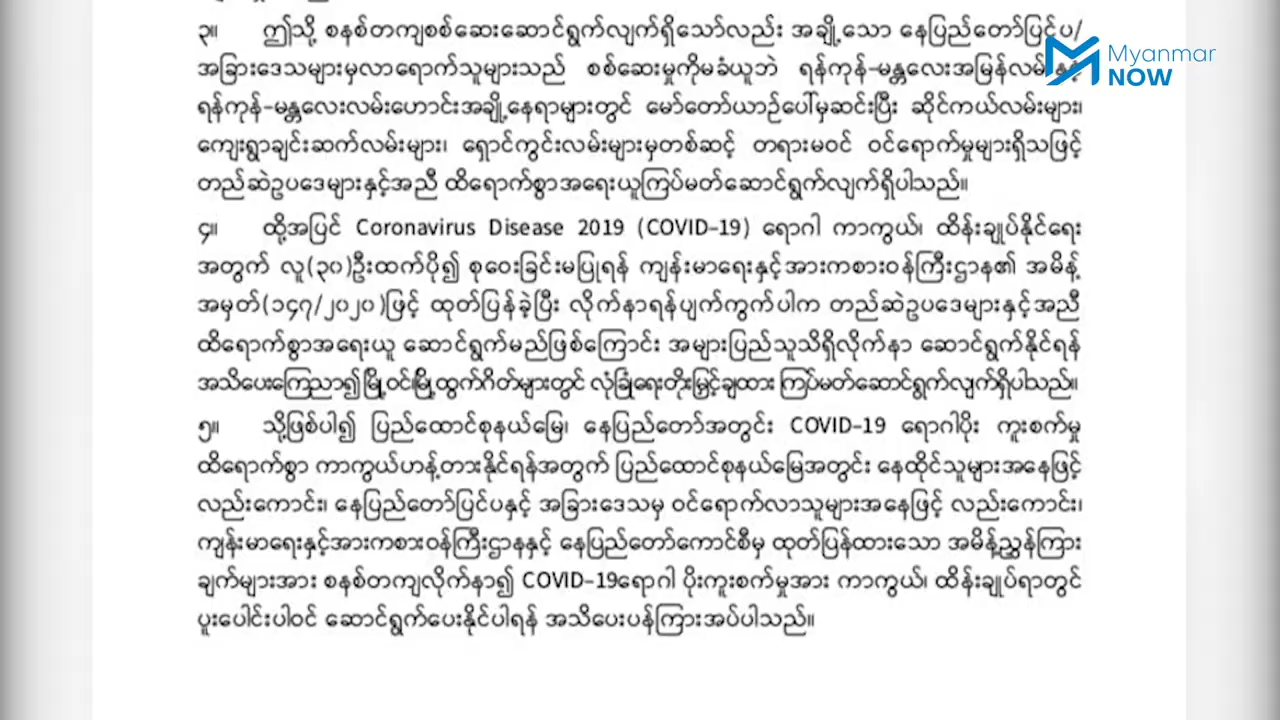 ၃။ ဤသို့ စနစ်တကျစစ်ဆေးဆောင်ရွက်လျက်ရှိသော်လည်း အချို့သော နေပြည်တော်ပြင်ပ/
အခြားဒေသများမှလာရောက်သူများသည် စစ်ဆေးမှုကိုမခံယူဘဲ ရန်ကုန်-မန္တလေးအမြန်လမ်းနှင့်
ရန်ကုန်-မန္တလေးလမ်းဟောင်းအချို့နေရာများတွင် မော်တော်ယာဉ်ပေါ်မှဆင်းပြီး ဆိုင်ကယ်လမ်းများ၊
ကျေးရွာချင်းဆက်လမ်းများ၊ ရှောင်ကွင်းလမ်းများမှတစ်ဆင့် တရားမဝင် ဝင်ရောက်မှုများရှိသဖြင့်
တည်ဆဲဥပဒေများနှင့်အညီ ထိရောက်စွာအရေးယူကြပ်မတ်ဆောင်ရွက်လျက်ရှိပါသည်။
၄။ ထို့အပြင် Coronavirus Disease 2019 (COVID-19) ရောဂါ ကာကွယ်၊ ထိန်းချုပ်နိုင်ရေး
အတွက် လူ(၃၀)ဦးထက်ပို၍ စုဝေးခြင်းမပြုရန် ကျန်းမာရေးနှင့်အားကစားဝန်ကြီးဌာန၏ အမိန့်
အမှတ်(၁၄၇/၂၀၂၀)ဖြင့် ထုတ်ပြန်ခဲ့ပြီး လိုက်နာရန်ပျက်ကွက်ပါက တည်ဆဲဥပဒေများနှင့်အညီ
ထိရောက်စွာအရေးယူ ဆောင်ရွက်မည်ဖြစ်ကြောင်း အများပြည်သူသိရှိလိုက်နာ ဆောင်ရွက်နိုင်ရန်
အသိပေးကြေညာ၍ မြို့ဝင်၊မြို့ထွက်ဂိတ်များတွင် လုံခြုံရေးတိုးမြှင့်ချထား ကြပ်မတ်ဆောင်ရွက်လျက်ရှိပါသည်။
၅။ သို့ဖြစ်ပါ၍ ပြည်ထောင်စုနယ်မြေ၊ နေပြည်တော်အတွင်း COVID-19 ရောဂါပိုး ကူးစက်မှု
ထိရောက်စွာ ကာကွယ်ဟန့်တားနိုင်ရန်အတွက် ပြည်ထောင်စုနယ်မြေအတွင်း နေထိုင်သူများအနေဖြင့်
လည်းကောင်း၊ နေပြည်တော်ပြင်ပနှင့် အခြားဒေသမှ ဝင်ရောက်လာသူများအနေဖြင့် လည်းကောင်း၊
ကျန်းမာရေးနှင့်အားကစားဝန်ကြီးဌာနနှင့် နေပြည်တော်ကောင်စီမှ ထုတ်ပြန်ထားသော အမိန့်ညွှန်ကြား
ချက်များအား စနစ်တကျလိုက်နာ၍ COVID-19ရောဂါ ပိုးကူးစက်မှုအား ကာကွယ်၊ ထိန်းချုပ်ရာတွင်
ပူးပေါင်းပါဝင် ဆောင်ရွက်ပေးနိုင်ပါရန် အသိပေးပန်ကြားအပ်ပါသည်။
Myanmar
NOW